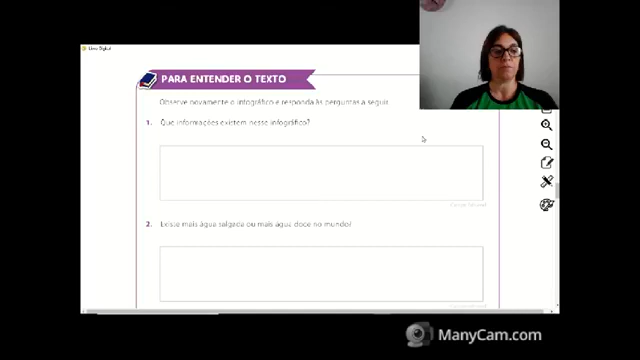 Livro Digital
PARA ENTENDER O TEXTO
Observe novamente o infográfico e responda às perguntas a seguir.
1. Que informações existem nesse infográfico?
2. Existe mais água salgada ou mais água doce no mundo?
ManyCam.com